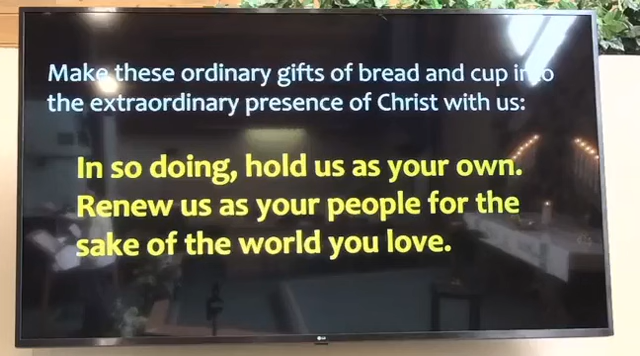 Make these ordinary gifts of bread and cup into
the extraordinary presence of Christ with us:
In so doing, hold us as your own.
Renew us as your people for the
sake of the world you love.
LG